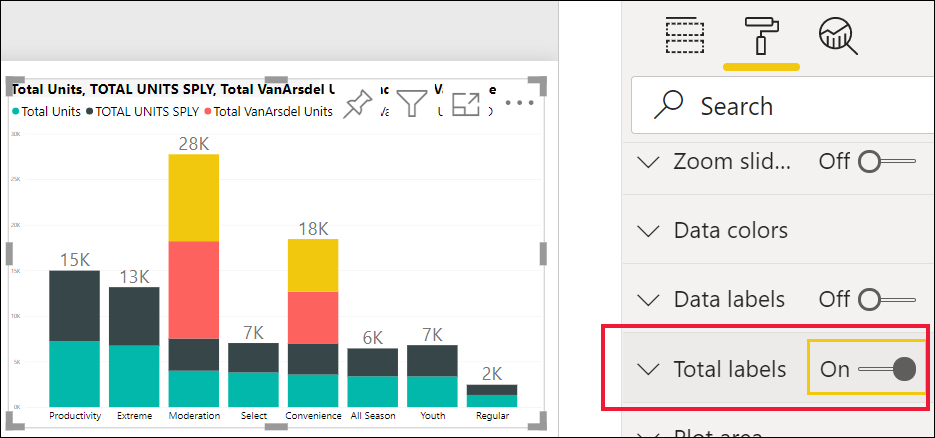 Total Units, TOTAL UNITS SPLY, Total VanArsdel U
Total Units TOTAL UNITS SPLY Total VanArsdel Units
30K
28K
25K
20K
18K
15K
15K
13K
10K
7K
6K
7K
5K
2K
0K
Productivity Extreme Moderation Select Convenience All Season Youth Regular
Search
Zoom slid... Off
Data colors
Data labels Off
Total labels On
Plot area